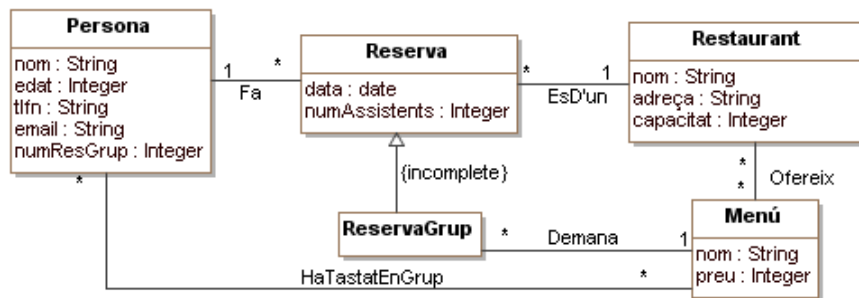 Persona
nom : String
edat : Integer
tlfn : String
email : String
numResGrup : Integer
1
*
Fa
Reserva
data : date
numAssistents : Integer
*
1
EsD'un
Restaurant
nom : String
adreça : String
capacitat : Integer
{incomplete}
*
*
Ofereix
*
ReservaGrup
*
Demana
1
Menú
nom : String
preu : Integer
HaTastatEnGrup
*